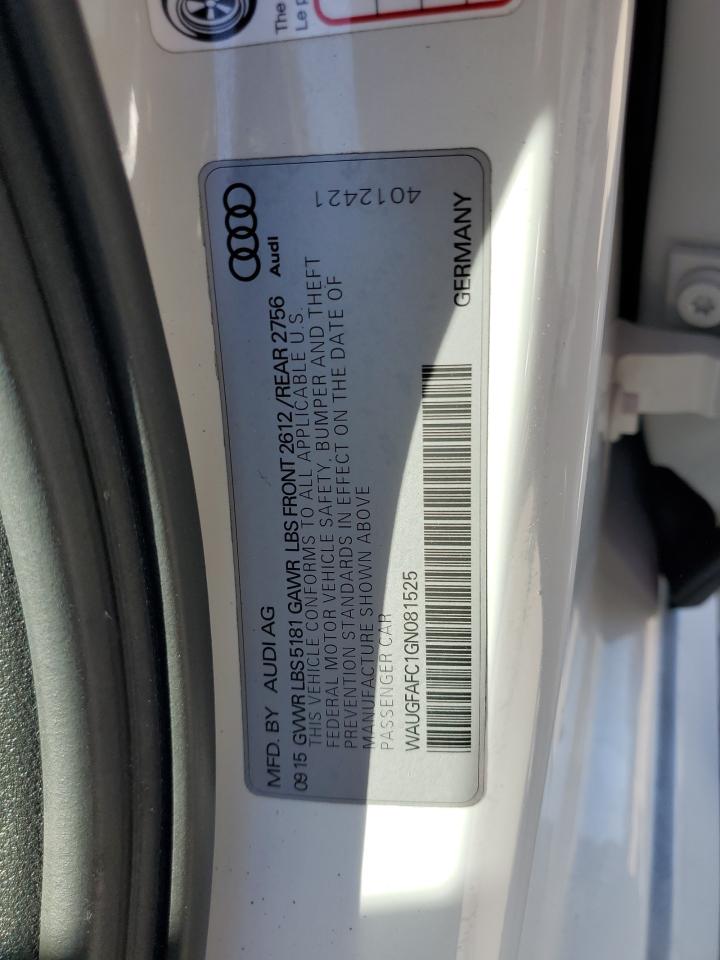 The
Le p
Audi
4012421
MFD. BY AUDI AG
09 15 GVWR LBS 5181 GAWR LBS FRONT 2612 /REAR 2756
THIS VEHICLE CONFORMS TO ALL APPLICABLE U.S.
FEDERAL MOTOR VEHICLE SAFETY, BUMPER AND THEFT
PREVENTION STANDARDS IN EFFECT ON THE DATE OF
MANUFACTURE SHOWN ABOVE
PASSENGER CAR
WAUGFAFC1GN081525
GERMANY